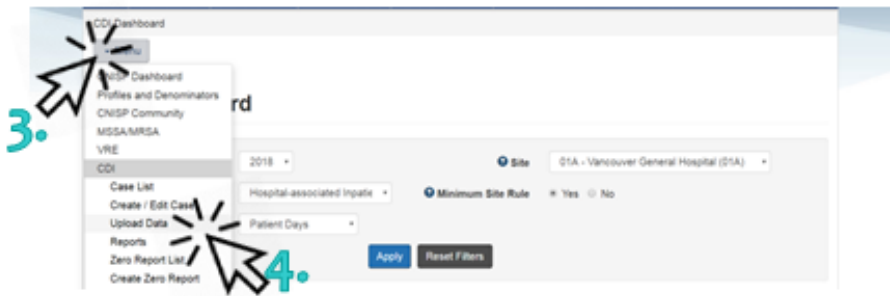 CDI Dashboard
CNISP Dashboard
Profiles and Denominators
rd
CNISP Community
3.
MSSA/MRSA
VRE
2018
Site
01A - Vancouver General Hospital (01A)
CDI
Case List
Hospital-associated Inpatie
Minimum Site Rule
Yes
No
Create / Edit Case
Upload Data
Patient Days
Reports
Apply
Reset Filters
Zero Report List
4.
Create Zero Report